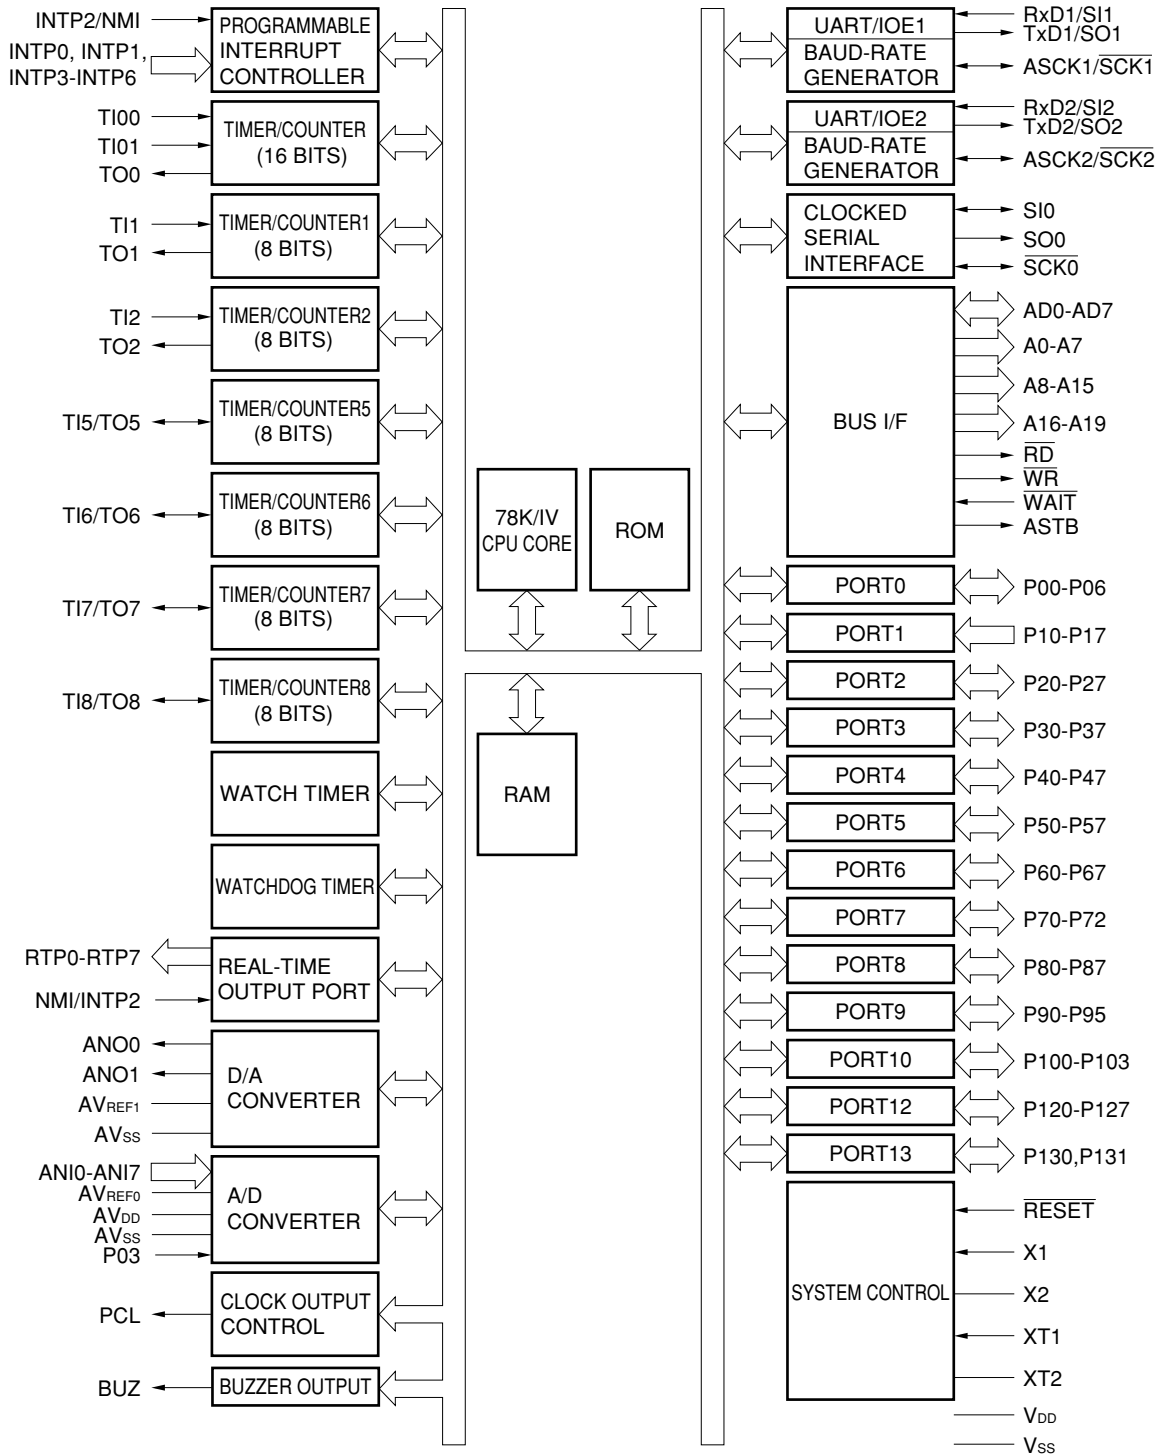 INTP2/NMI
INTP0, INTP1,
INTP3-INTP6
PROGRAMMABLE
INTERRUPT
CONTROLLER
TI00
TI01
TO0
TIMER/COUNTER
(16 BITS)
TI1
TO1
TIMER/COUNTER1
(8 BITS)
TI2
TO2
TIMER/COUNTER2
(8 BITS)
TI5/TO5
TIMER/COUNTER5
(8 BITS)
TI6/TO6
TIMER/COUNTER6
(8 BITS)
TI7/TO7
TIMER/COUNTER7
(8 BITS)
TI8/TO8
TIMER/COUNTER8
(8 BITS)
WATCH TIMER
WATCHDOG TIMER
RTP0-RTP7
NMI/INTP2
REAL-TIME
OUTPUT PORT
ANO0
ANO1
AVREF1
AVSS
D/A
CONVERTER
ANI0-ANI7
AVREF0
AVDD
AVSS
P03
A/D
CONVERTER
PCL
CLOCK OUTPUT
CONTROL
BUZ
BUZZER OUTPUT
78K/IV
CPU CORE
ROM
RAM
UART/IOE1
BAUD-RATE
GENERATOR
RxD1/SI1
TxD1/SO1
ASCK1/SCK1
UART/IOE2
BAUD-RATE
GENERATOR
RxD2/SI2
TxD2/SO2
ASCK2/SCK2
CLOCKED
SERIAL
INTERFACE
SI0
SO0
SCK0
BUS I/F
AD0-AD7
A0-A7
A8-A15
A16-A19
RD
WR
WAIT
ASTB
PORT0
P00-P06
PORT1
P10-P17
PORT2
P20-P27
PORT3
P30-P37
PORT4
P40-P47
PORT5
P50-P57
PORT6
P60-P67
PORT7
P70-P72
PORT8
P80-P87
PORT9
P90-P95
PORT10
P100-P103
PORT12
P120-P127
PORT13
P130,P131
SYSTEM CONTROL
RESET
X1
X2
XT1
XT2
VDD
VSS